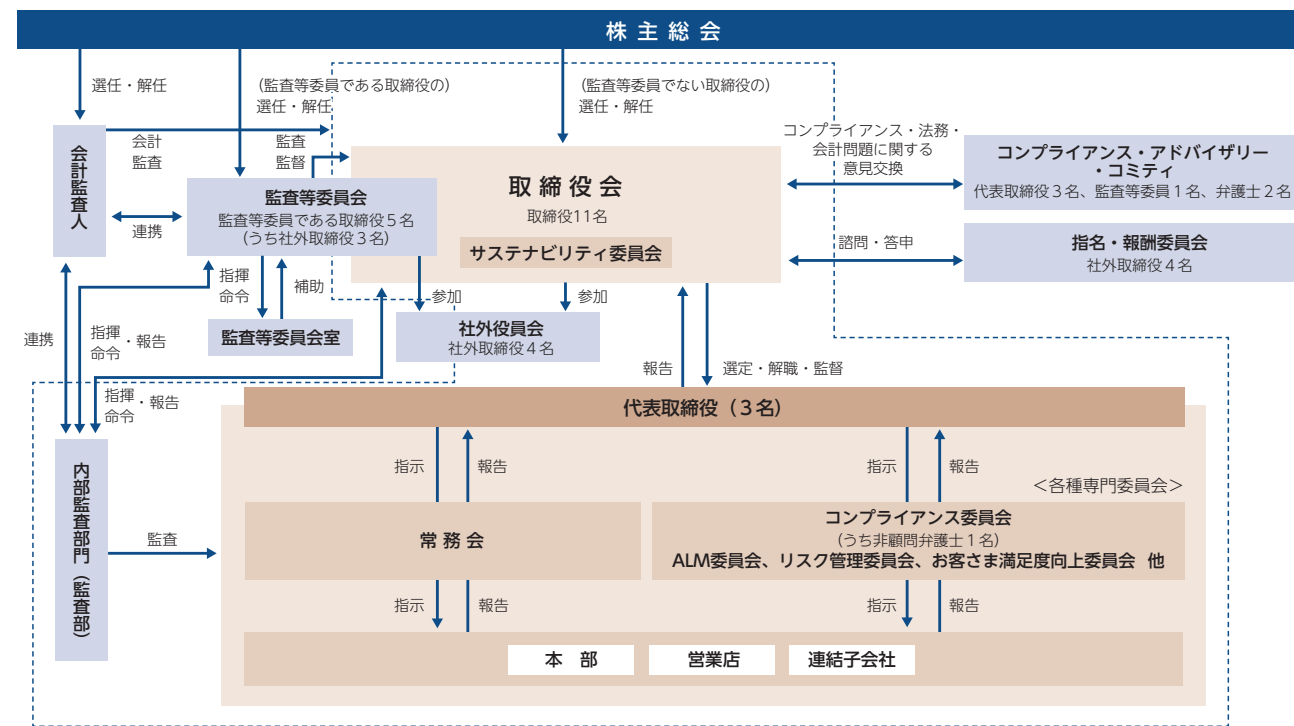 株主総会
選任・解任
(監査等委員である取締役の)
選任・解任
(監査等委員でない取締役の)
選任・解任
会計監査人
会計
監査
監査
監督
コンプライアンス・法務・
会計問題に関する
意見交換
コンプライアンス・アドバイザリー
・コミティ
代表取締役3名、監査等委員1名、弁護士2名
取締役会
取締役11名
サステナビリティ委員会
監査等委員会
監査等委員である取締役5名
(うち社外取締役3名)
連携
諮問・答申
指名・報酬委員会
社外取締役4名
指揮
命令
補助
参加
参加
監査等委員会室
社外役員会
社外取締役4名
連携
指揮
命令
・報告
指揮
命令
・報告
報告
選定・解職・監督
代表取締役(3名)
指示
報告
指示
報告
<各種専門委員会>
内部監査部門(監査部)
監査
常務会
コンプライアンス委員会
(うち非顧問弁護士1名)
ALM委員会、リスク管理委員会、お客さま満足度向上委員会 他
指示
報告
指示
報告
本 部
営業店
連結子会社